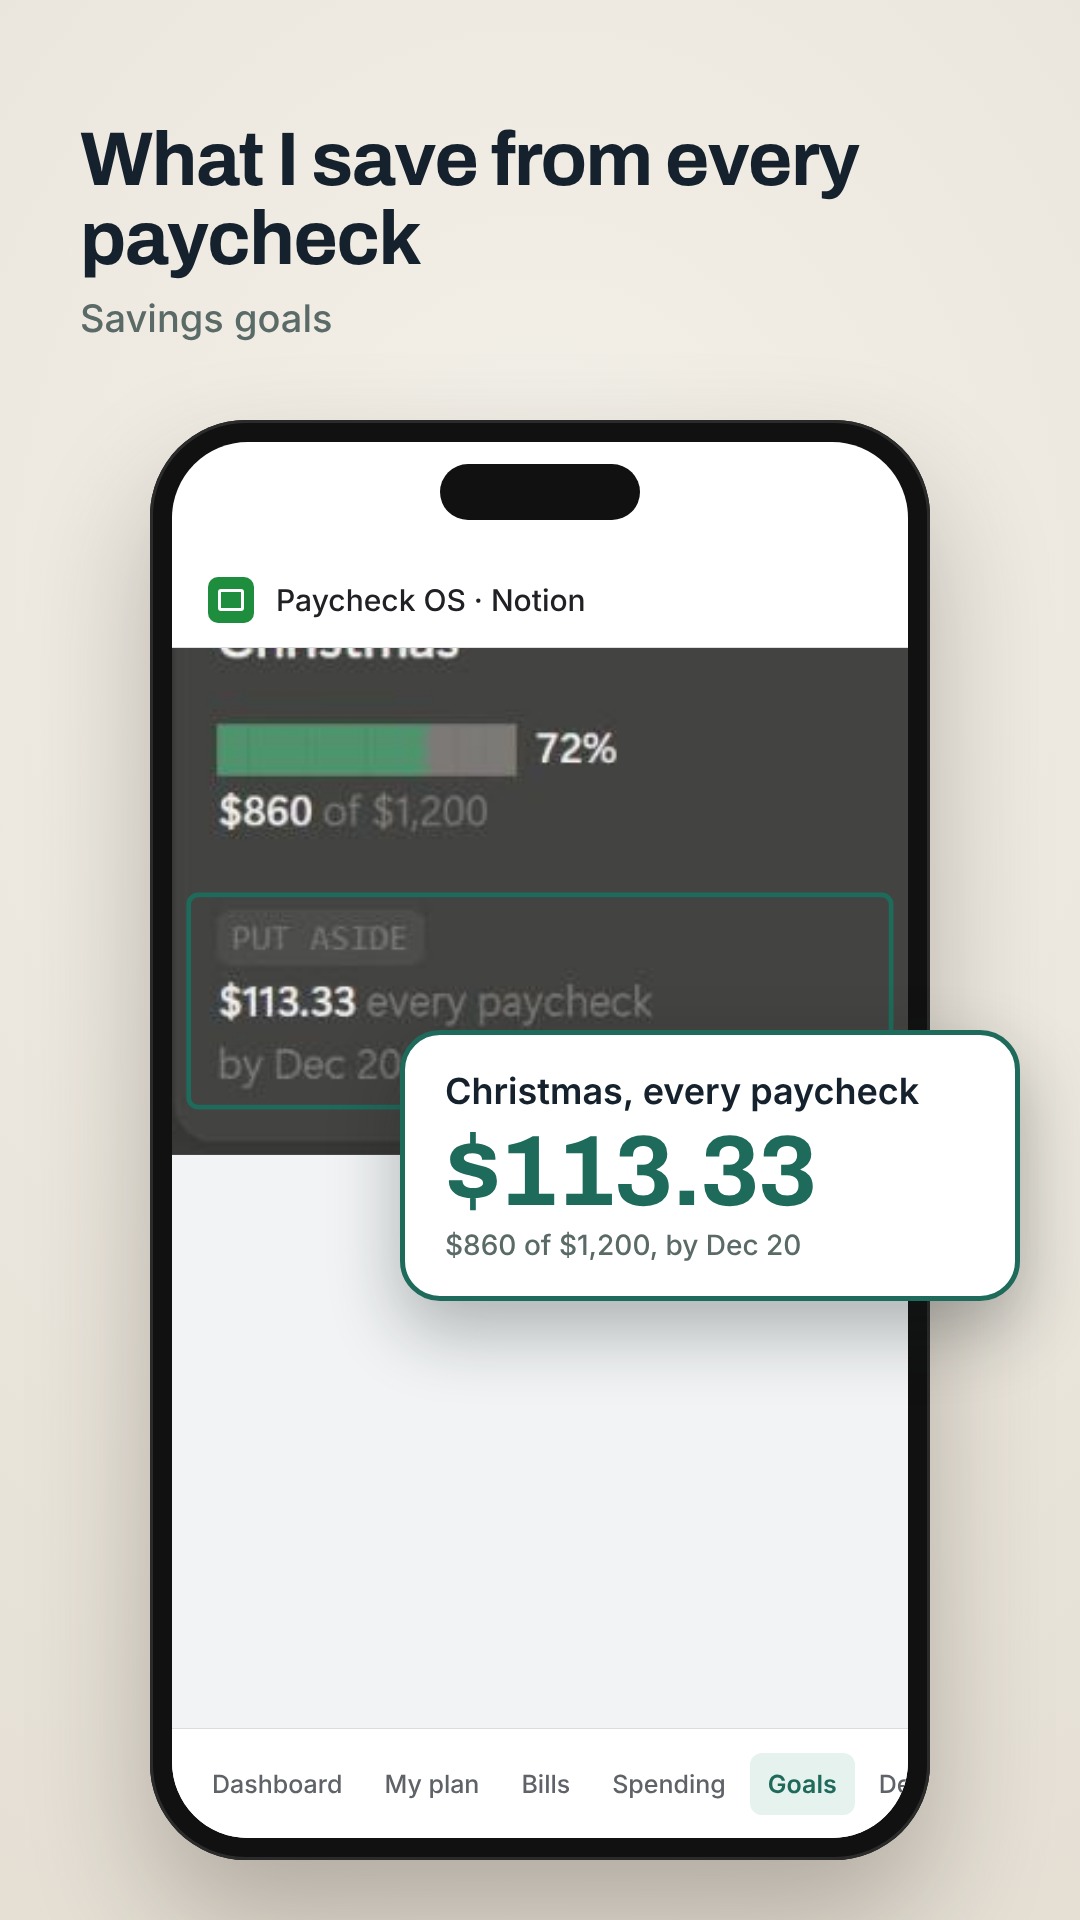 What I save from every
paycheck
Savings goals
Paycheck OS · Notion
Christmas
72%
$860 of $1,200
PUT ASIDE
$113.33 every paycheck
by Dec 20
Christmas, every paycheck
$113.33
$860 of $1,200, by Dec 20
Dashboard My plan Bills Spending Goals